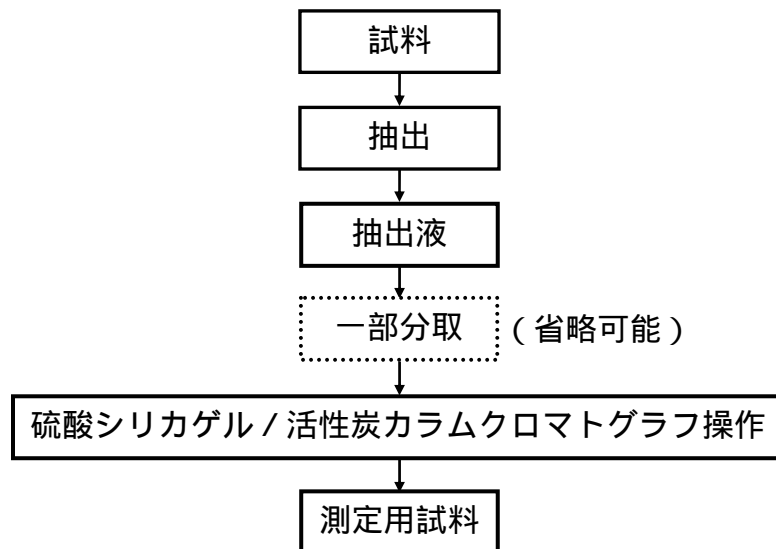 試料
抽出
抽出液
一部分取 (省略可能)
硫酸シリカゲル / 活性炭カラムクロマトグラフ操作
測定用試料